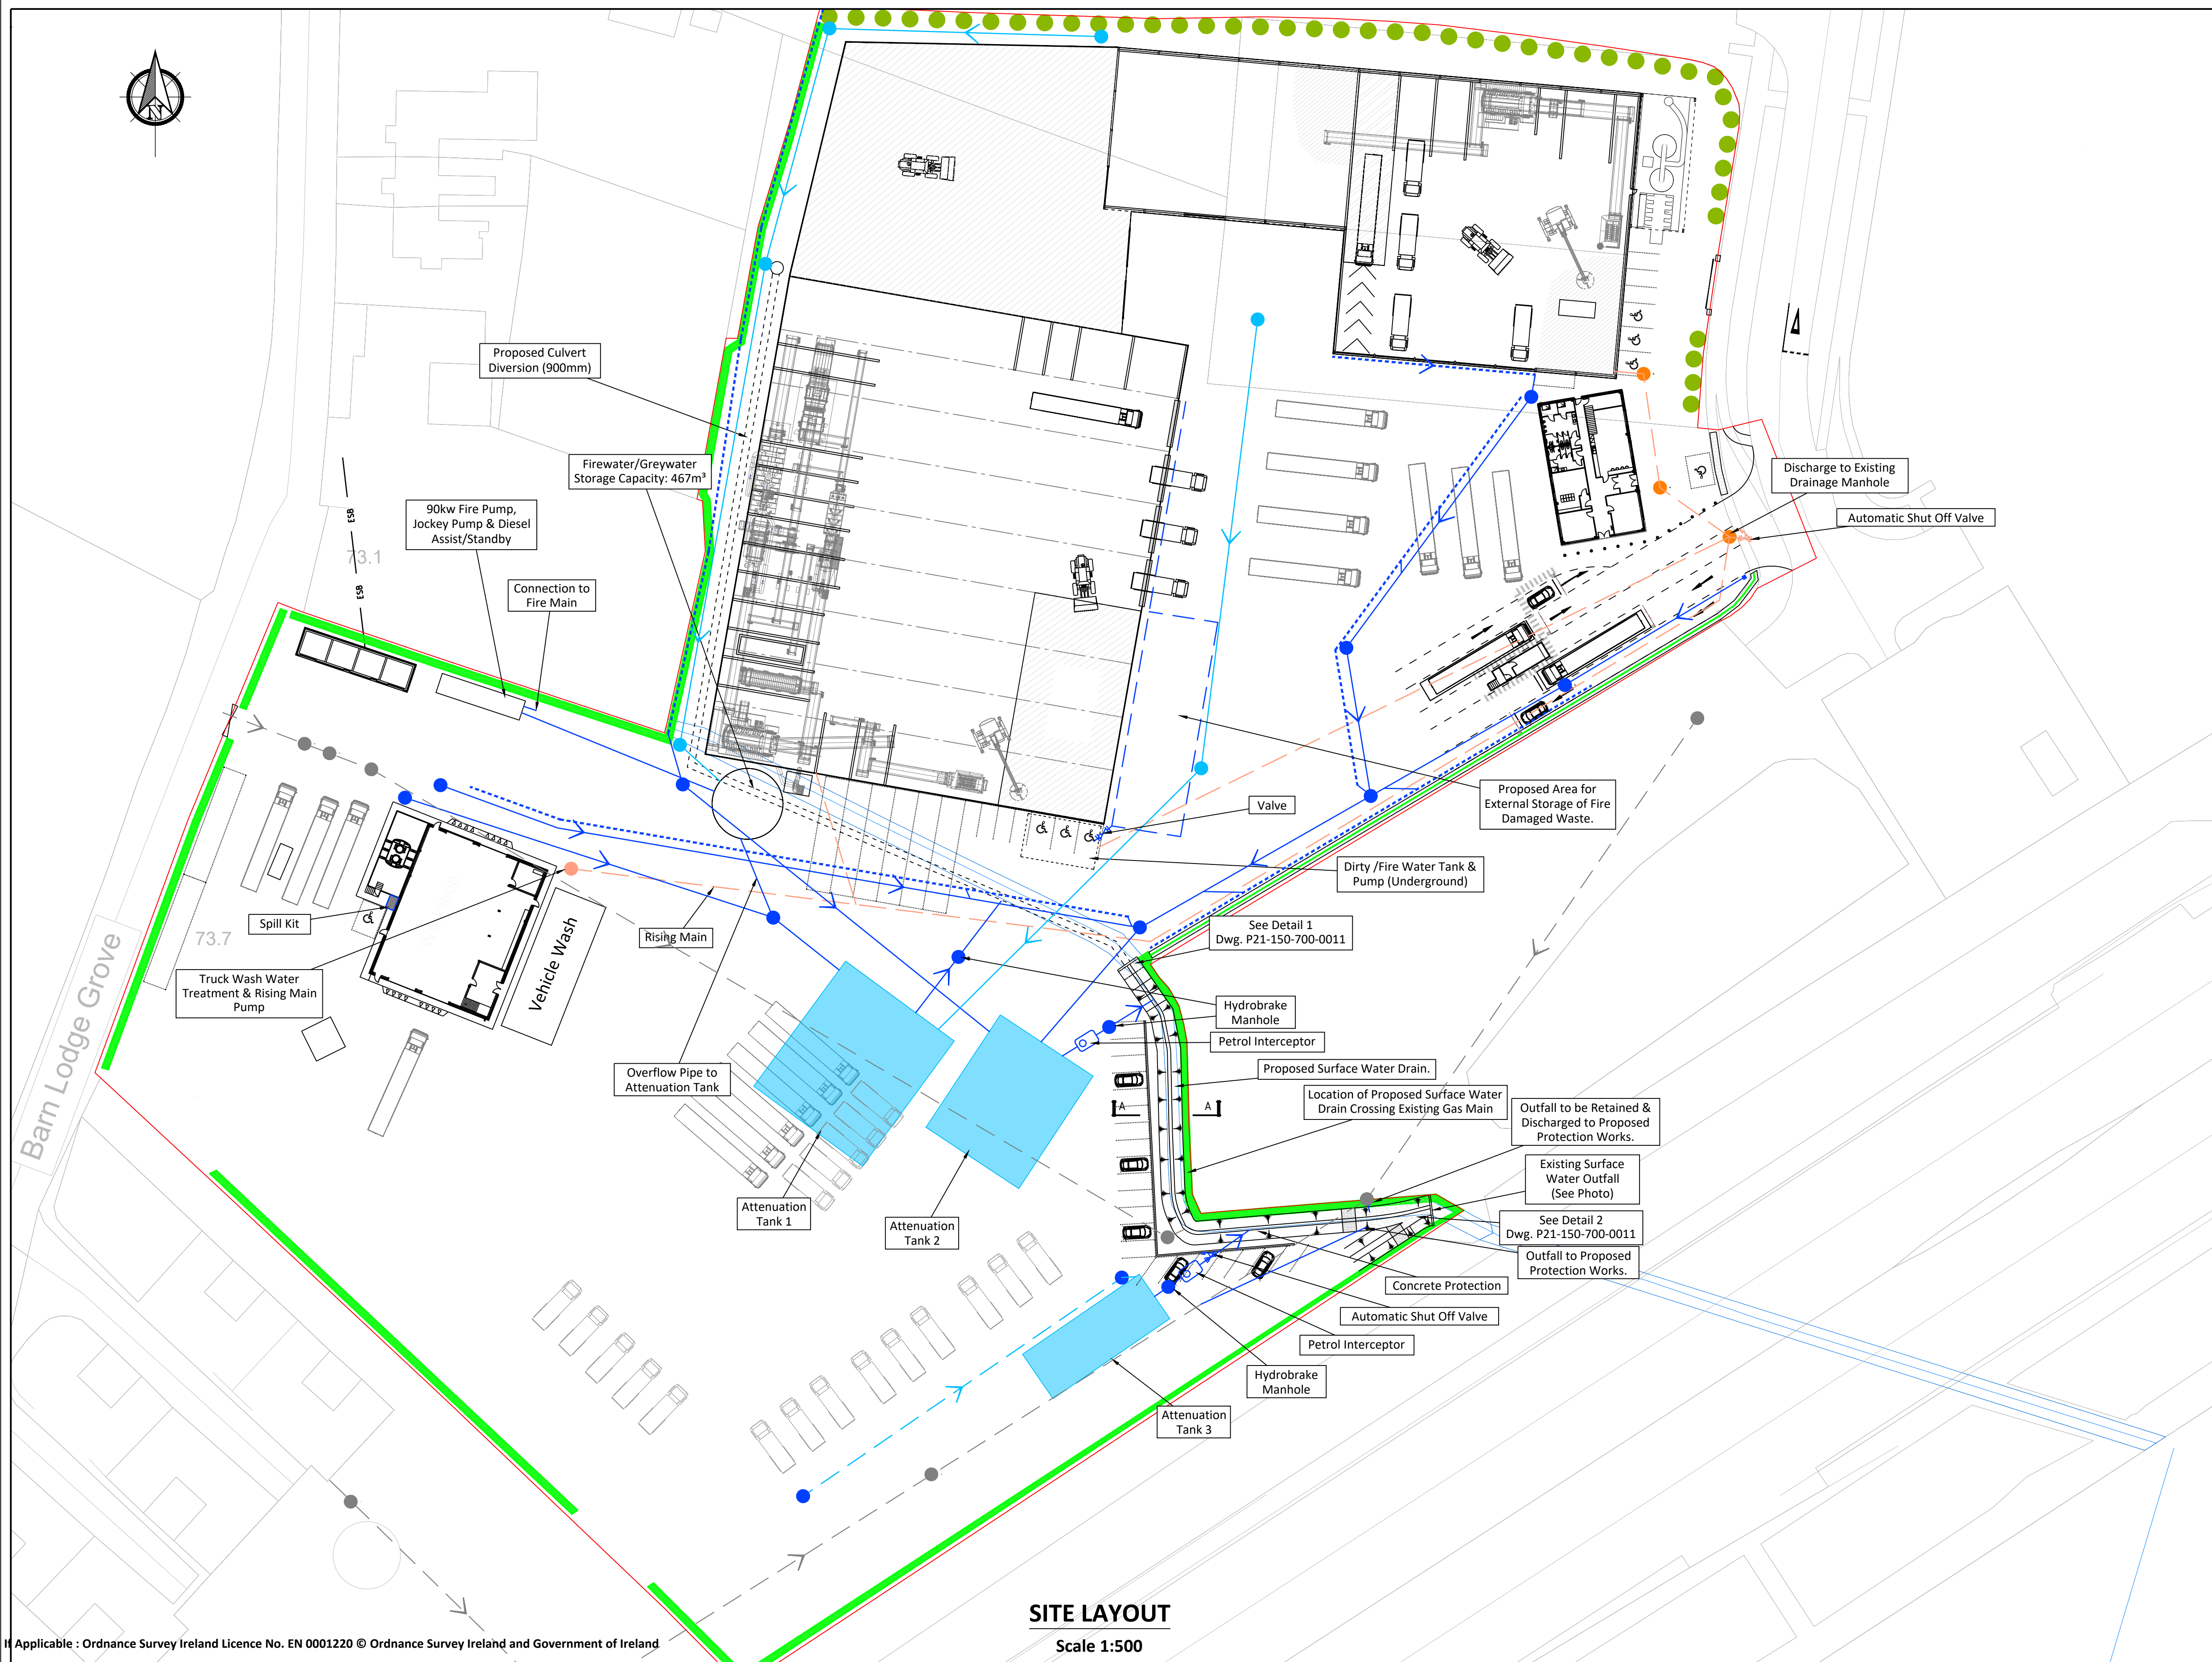 N
Proposed Culvert
Diversion (900mm)
Firewater/Greywater
Storage Capacity: 467m³
90kw Fire Pump,
Jockey Pump & Diesel
Assist/Standby
ESB
73.1
ESB
Connection to
Fire Main
Discharge to Existing
Drainage Manhole
Automatic Shut Off Valve
Proposed Area for
External Storage of Fire
Damaged Waste.
Valve
Dirty /Fire Water Tank &
Pump (Underground)
Spill Kit
73.7
Rising Main
Vehicle Wash
See Detail 1
Dwg. P21-150-700-0011
Truck Wash Water
Treatment & Rising Main
Pump
Barn Lodge Grove
Hydrobrake
Manhole
Petrol Interceptor
Overflow Pipe to
Attenuation Tank
Proposed Surface Water Drain.
Location of Proposed Surface Water
Drain Crossing Existing Gas Main
A
A
Outfall to be Retained &
Discharged to Proposed
Protection Works.
Existing Surface
Water Outfall
(See Photo)
Attenuation
Tank 1
Attenuation
Tank 2
See Detail 2
Dwg. P21-150-700-0011
Outfall to Proposed
Protection Works.
Concrete Protection
Automatic Shut Off Valve
Petrol Interceptor
Hydrobrake
Manhole
Attenuation
Tank 3
SITE LAYOUT
Scale 1:500
If Applicable : Ordnance Survey Ireland Licence No. EN 0001220 © Ordnance Survey Ireland and Government of Ireland